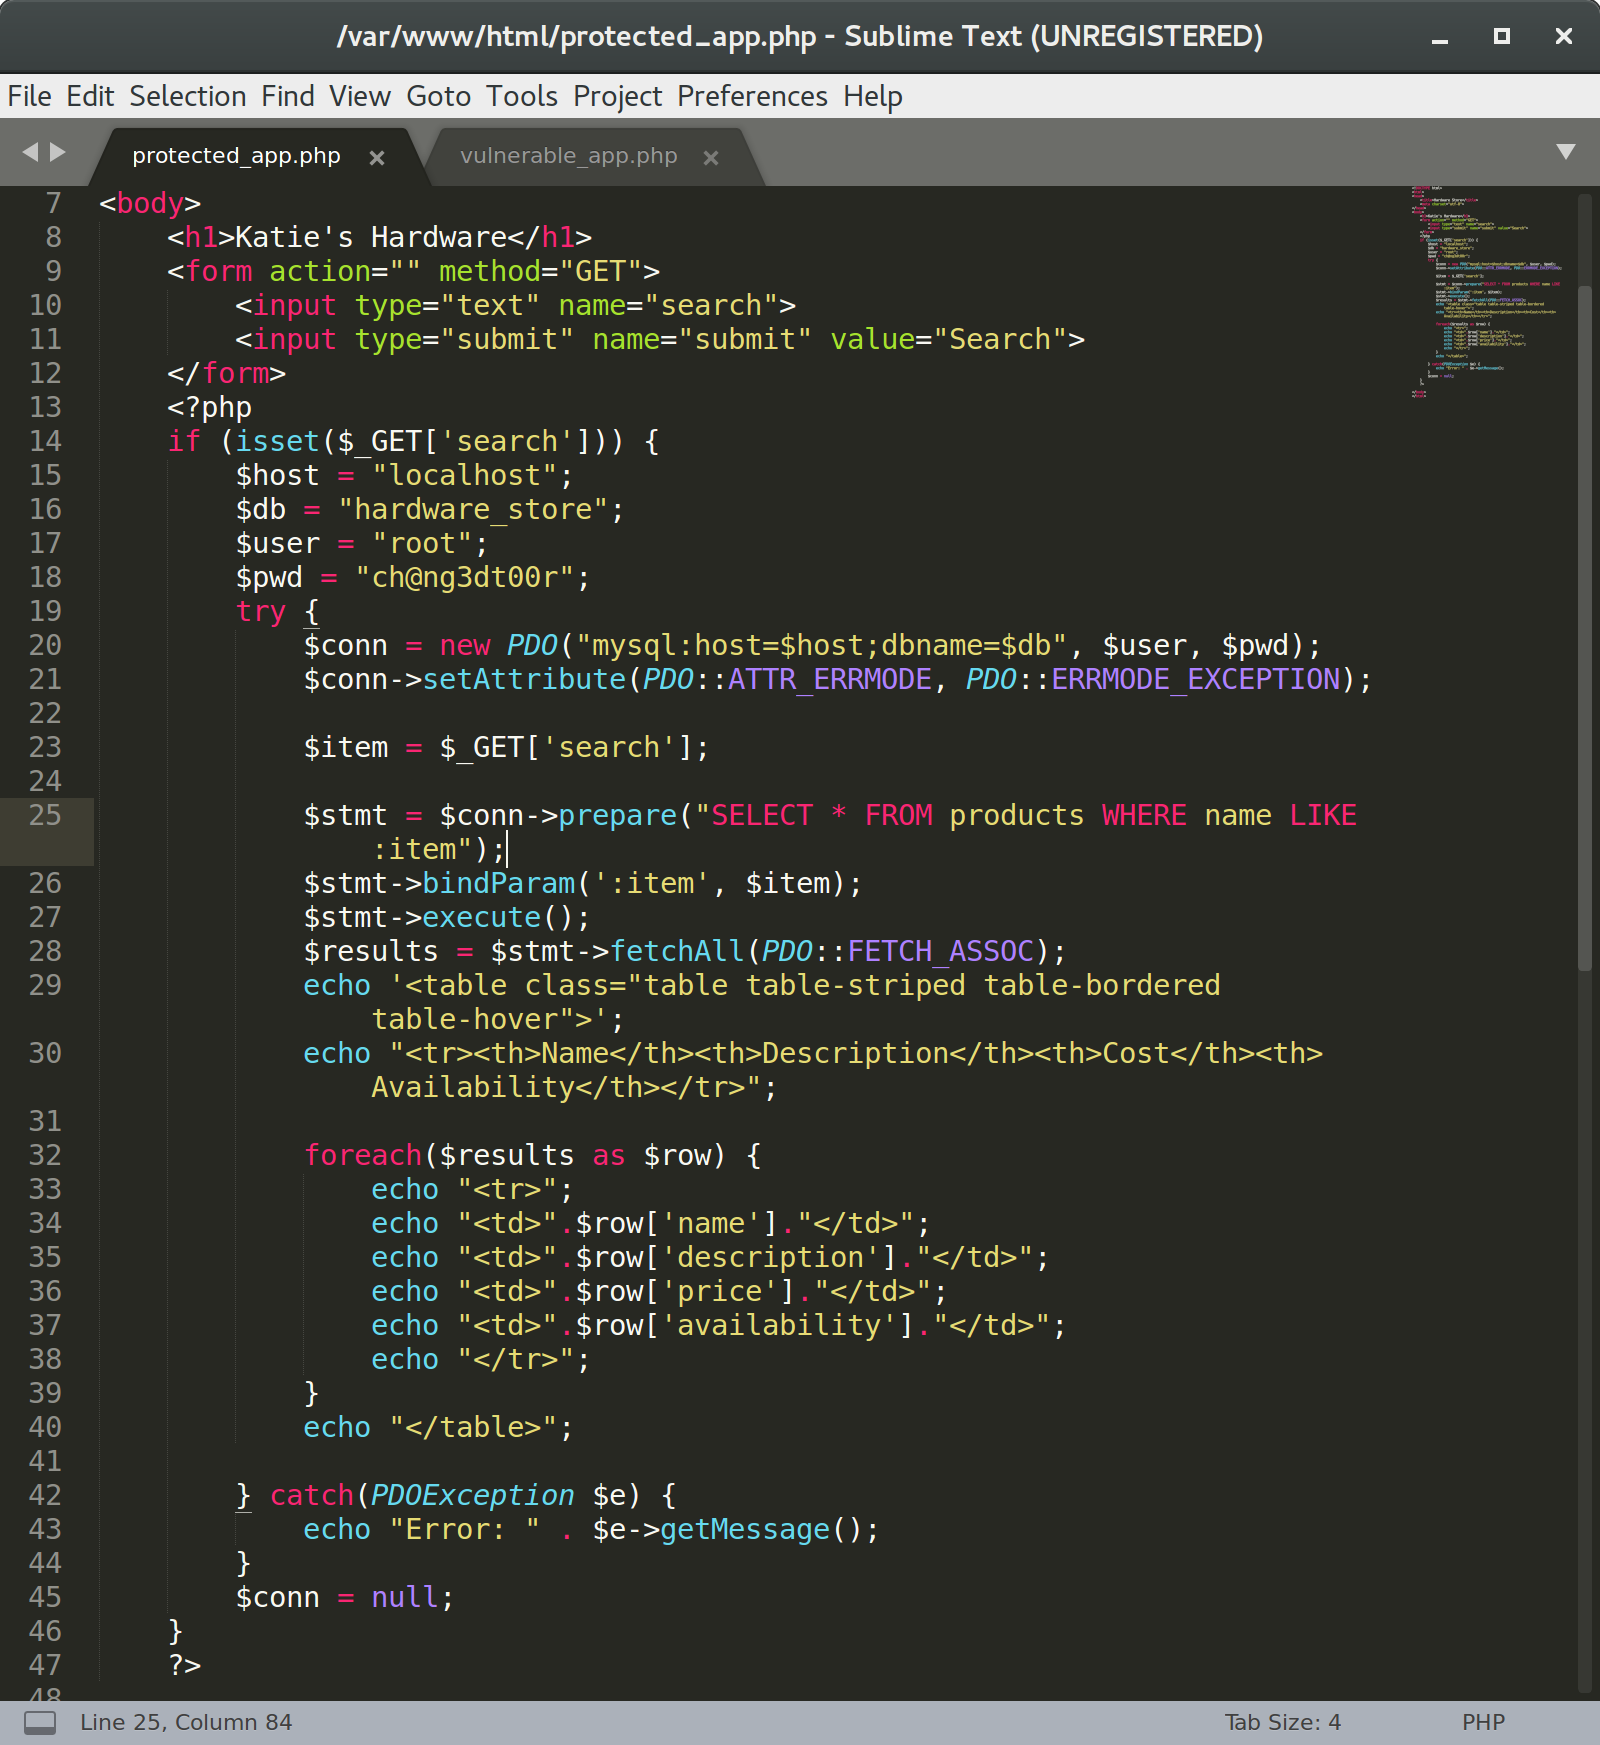 /var/www/html/protected_app.php - Sublime Text (UNREGISTERED)
File Edit Selection Find View Goto Tools Project Preferences Help
protected_app.php × vulnerable_app.php ×
7 <body>
8     <h1>Katie's Hardware</h1>
9     <form action="" method="GET">
10         <input type="text" name="search">
11         <input type="submit" name="submit" value="Search">
12     </form>
13     <?php
14     if (isset($_GET['search'])) {
15         $host = "localhost";
16         $db = "hardware_store";
17         $user = "root";
18         $pwd = "ch@ng3dt00r";
19         try {
20             $conn = new PDO("mysql:host=$host;dbname=$db", $user, $pwd);
21             $conn->setAttribute(PDO::ATTR_ERRMODE, PDO::ERRMODE_EXCEPTION);
22
23             $item = $_GET['search'];
24
25             $stmt = $conn->prepare("SELECT * FROM products WHERE name LIKE
                :item");
26             $stmt->bindParam(':item', $item);
27             $stmt->execute();
28             $results = $stmt->fetchAll(PDO::FETCH_ASSOC);
29             echo '<table class="table table-striped table-bordered
                table-hover">';
30             echo "<tr><th>Name</th><th>Description</th><th>Cost</th><th>
                Availability</th></tr>";
31
32             foreach($results as $row) {
33                 echo "<tr>";
34                 echo "<td>".$row['name']."</td>";
35                 echo "<td>".$row['description']."</td>";
36                 echo "<td>".$row['price']."</td>";
37                 echo "<td>".$row['availability']."</td>";
38                 echo "</tr>";
39             }
40             echo "</table>";
41
42         } catch(PDOException $e) {
43             echo "Error: " . $e->getMessage();
44         }
45         $conn = null;
46     }
47     ?>
48
Line 25, Column 84 Tab Size: 4 PHP